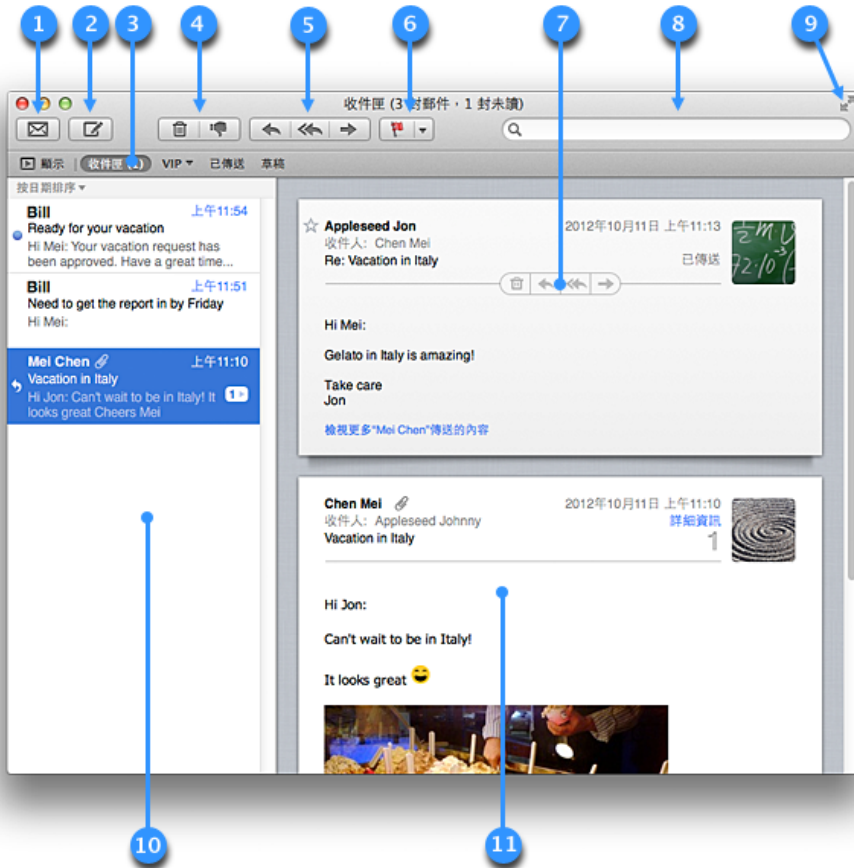 1 2 3 4 5 6 7 8 9
收件匣 (3 封郵件，1 封未讀)
顯示 收件匣 (1) VIP 已傳送 草稿
按日期排序
Bill 上午11:54
Ready for your vacation
Hi Mei: Your vacation request has
been approved. Have a great time...
Bill 上午11:51
Need to get the report in by Friday
Hi Mei:
Mei Chen 上午11:10
Vacation in Italy
Hi Jon: Can't wait to be in Italy! It 1
looks great Cheers Mei
Appleseed Jon 2012年10月11日 上午11:13
收件人： Chen Mei
Re: Vacation in Italy 已傳送
Hi Mei:
Gelato in Italy is amazing!
Take care
Jon
檢視更多“Mei Chen”傳送的內容
Chen Mei 2012年10月11日 上午11:10
收件人： Appleseed Johnny 詳細資訊
Vacation in Italy 1
Hi Jon:
Can't wait to be in Italy!
It looks great
10 11